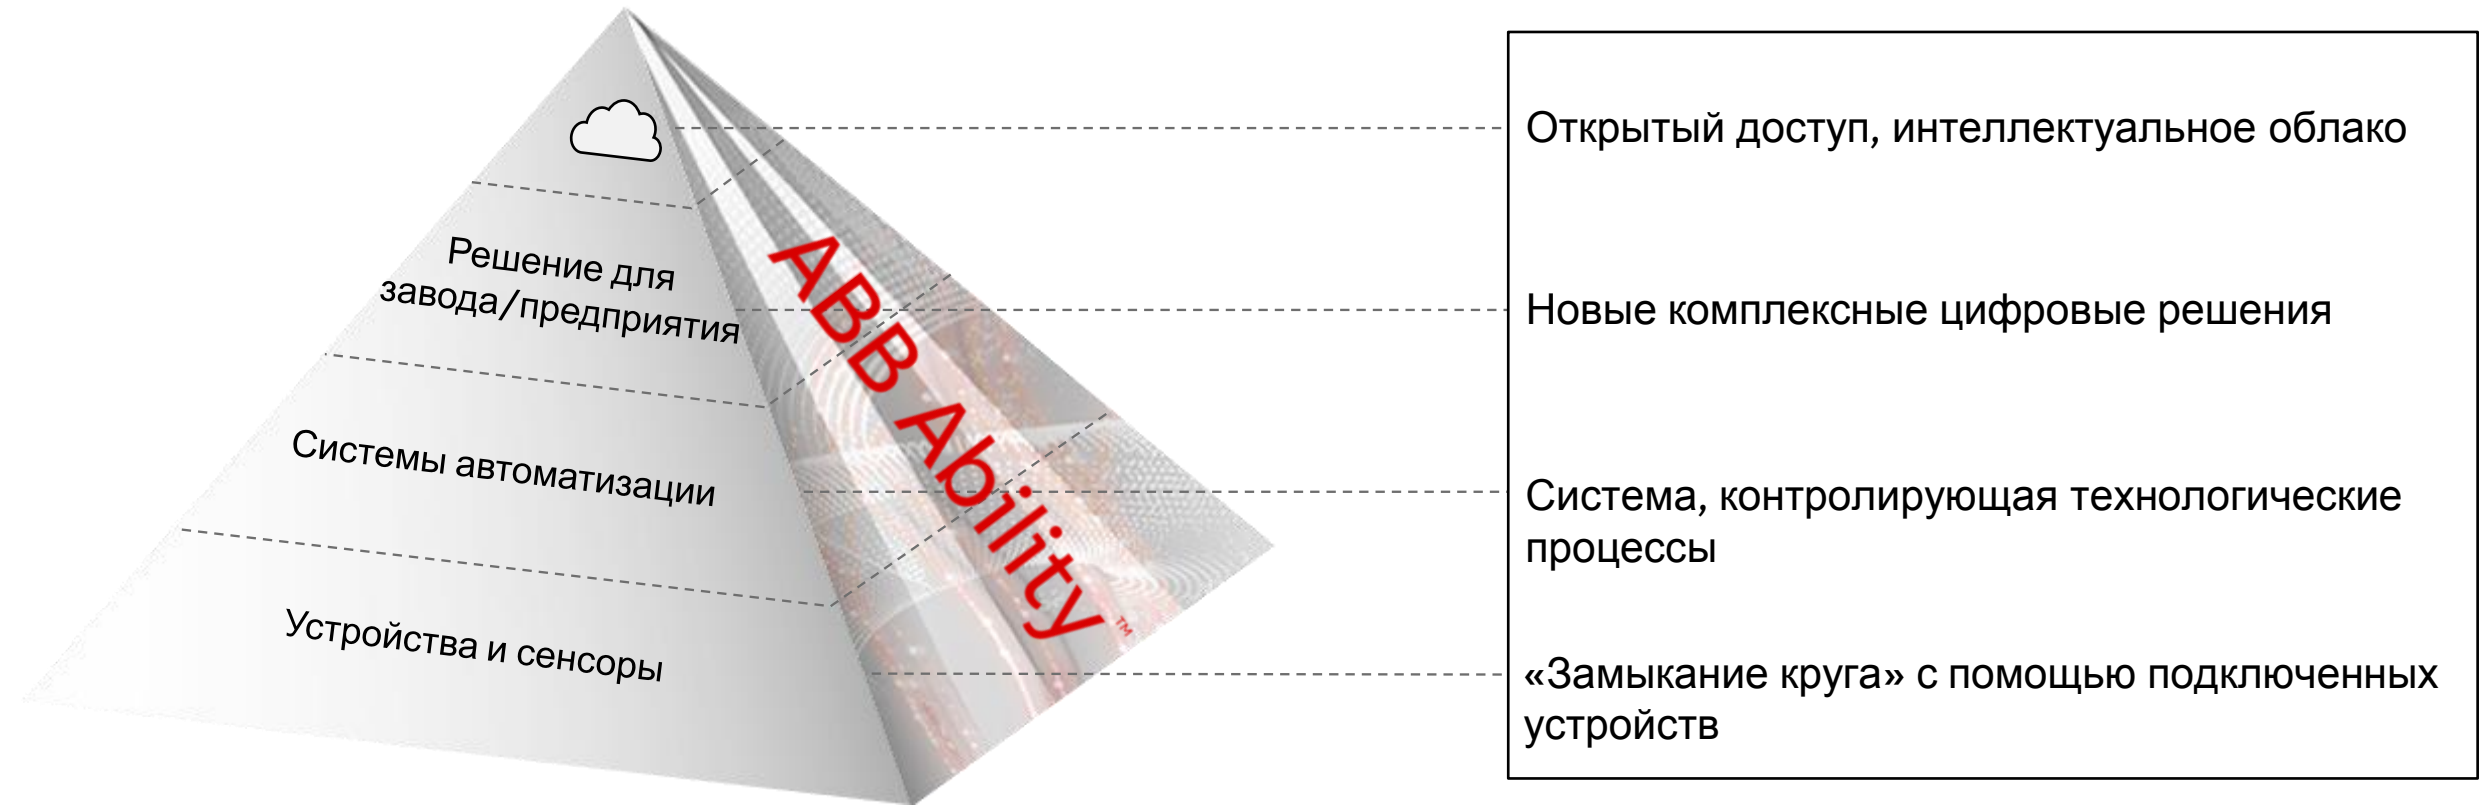 Решение для
завода/предприятия
Системы автоматизации
Устройства и сенсоры
ABB Ability™
Открытый доступ, интеллектуальное облако
Новые комплексные цифровые решения
Система, контролирующая технологические
процессы
«Замыкание круга» с помощью подключенных
устройств